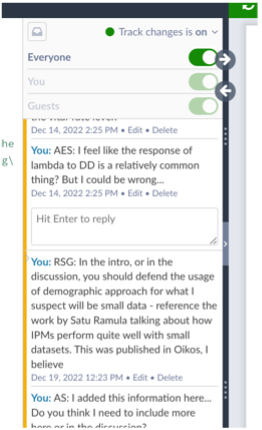 Track changes is on
Everyone
You
Guests
he
g\
Dec 14, 2022 2:25 PM • Edit • Delete
You: AES: I feel like the response of
lambda to DD is a relatively common
thing? But I could be wrong...
Dec 14, 2022 2:25 PM • Edit • Delete
Hit Enter to reply
You: RSG: In the intro, or in the
discussion, you should defend the usage
of demographic approach for what I
suspect will be small data - reference the
work by Satu Ramula talking about how
IPMs perform quite well with small
datasets. This was published in Oikos, I
believe
Dec 19, 2022 12:23 PM • Edit • Delete
You: AS: I added this information here...
Do you think I need to include more
here or in the discussion?